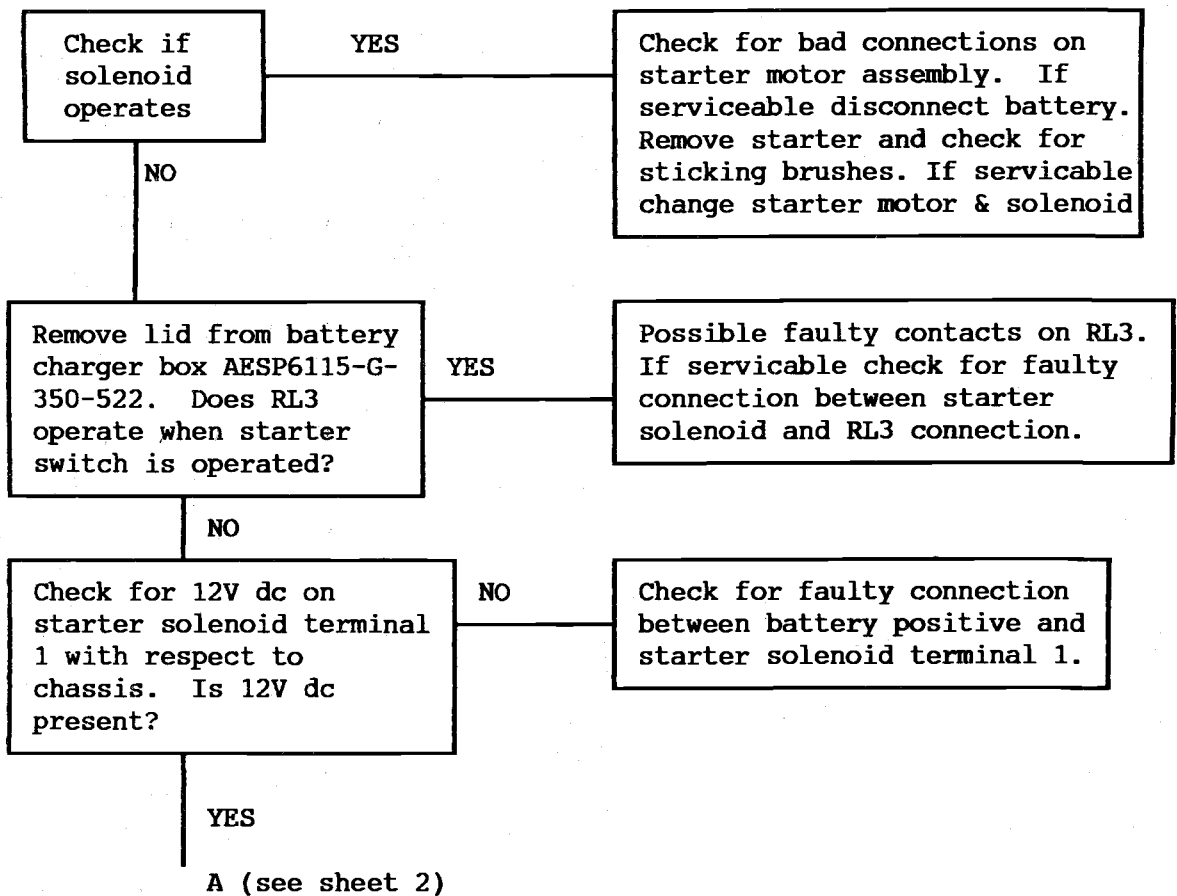 Check if
solenoid
operates
YES
Check for bad connections on
starter motor assembly. If
serviceable disconnect battery.
Remove starter and check for
sticking brushes. If servicable
change starter motor & solenoid
NO
Remove lid from battery
charger box AESP6115-G-
350-522. Does RL3
operate when starter
switch is operated?
YES
Possible faulty contacts on RL3.
If servicable check for faulty
connection between starter
solenoid and RL3 connection.
NO
Check for 12V dc on
starter solenoid terminal
1 with respect to
chassis. Is 12V dc
present?
NO
Check for faulty connection
between battery positive and
starter solenoid terminal 1.
YES
A (see sheet 2)